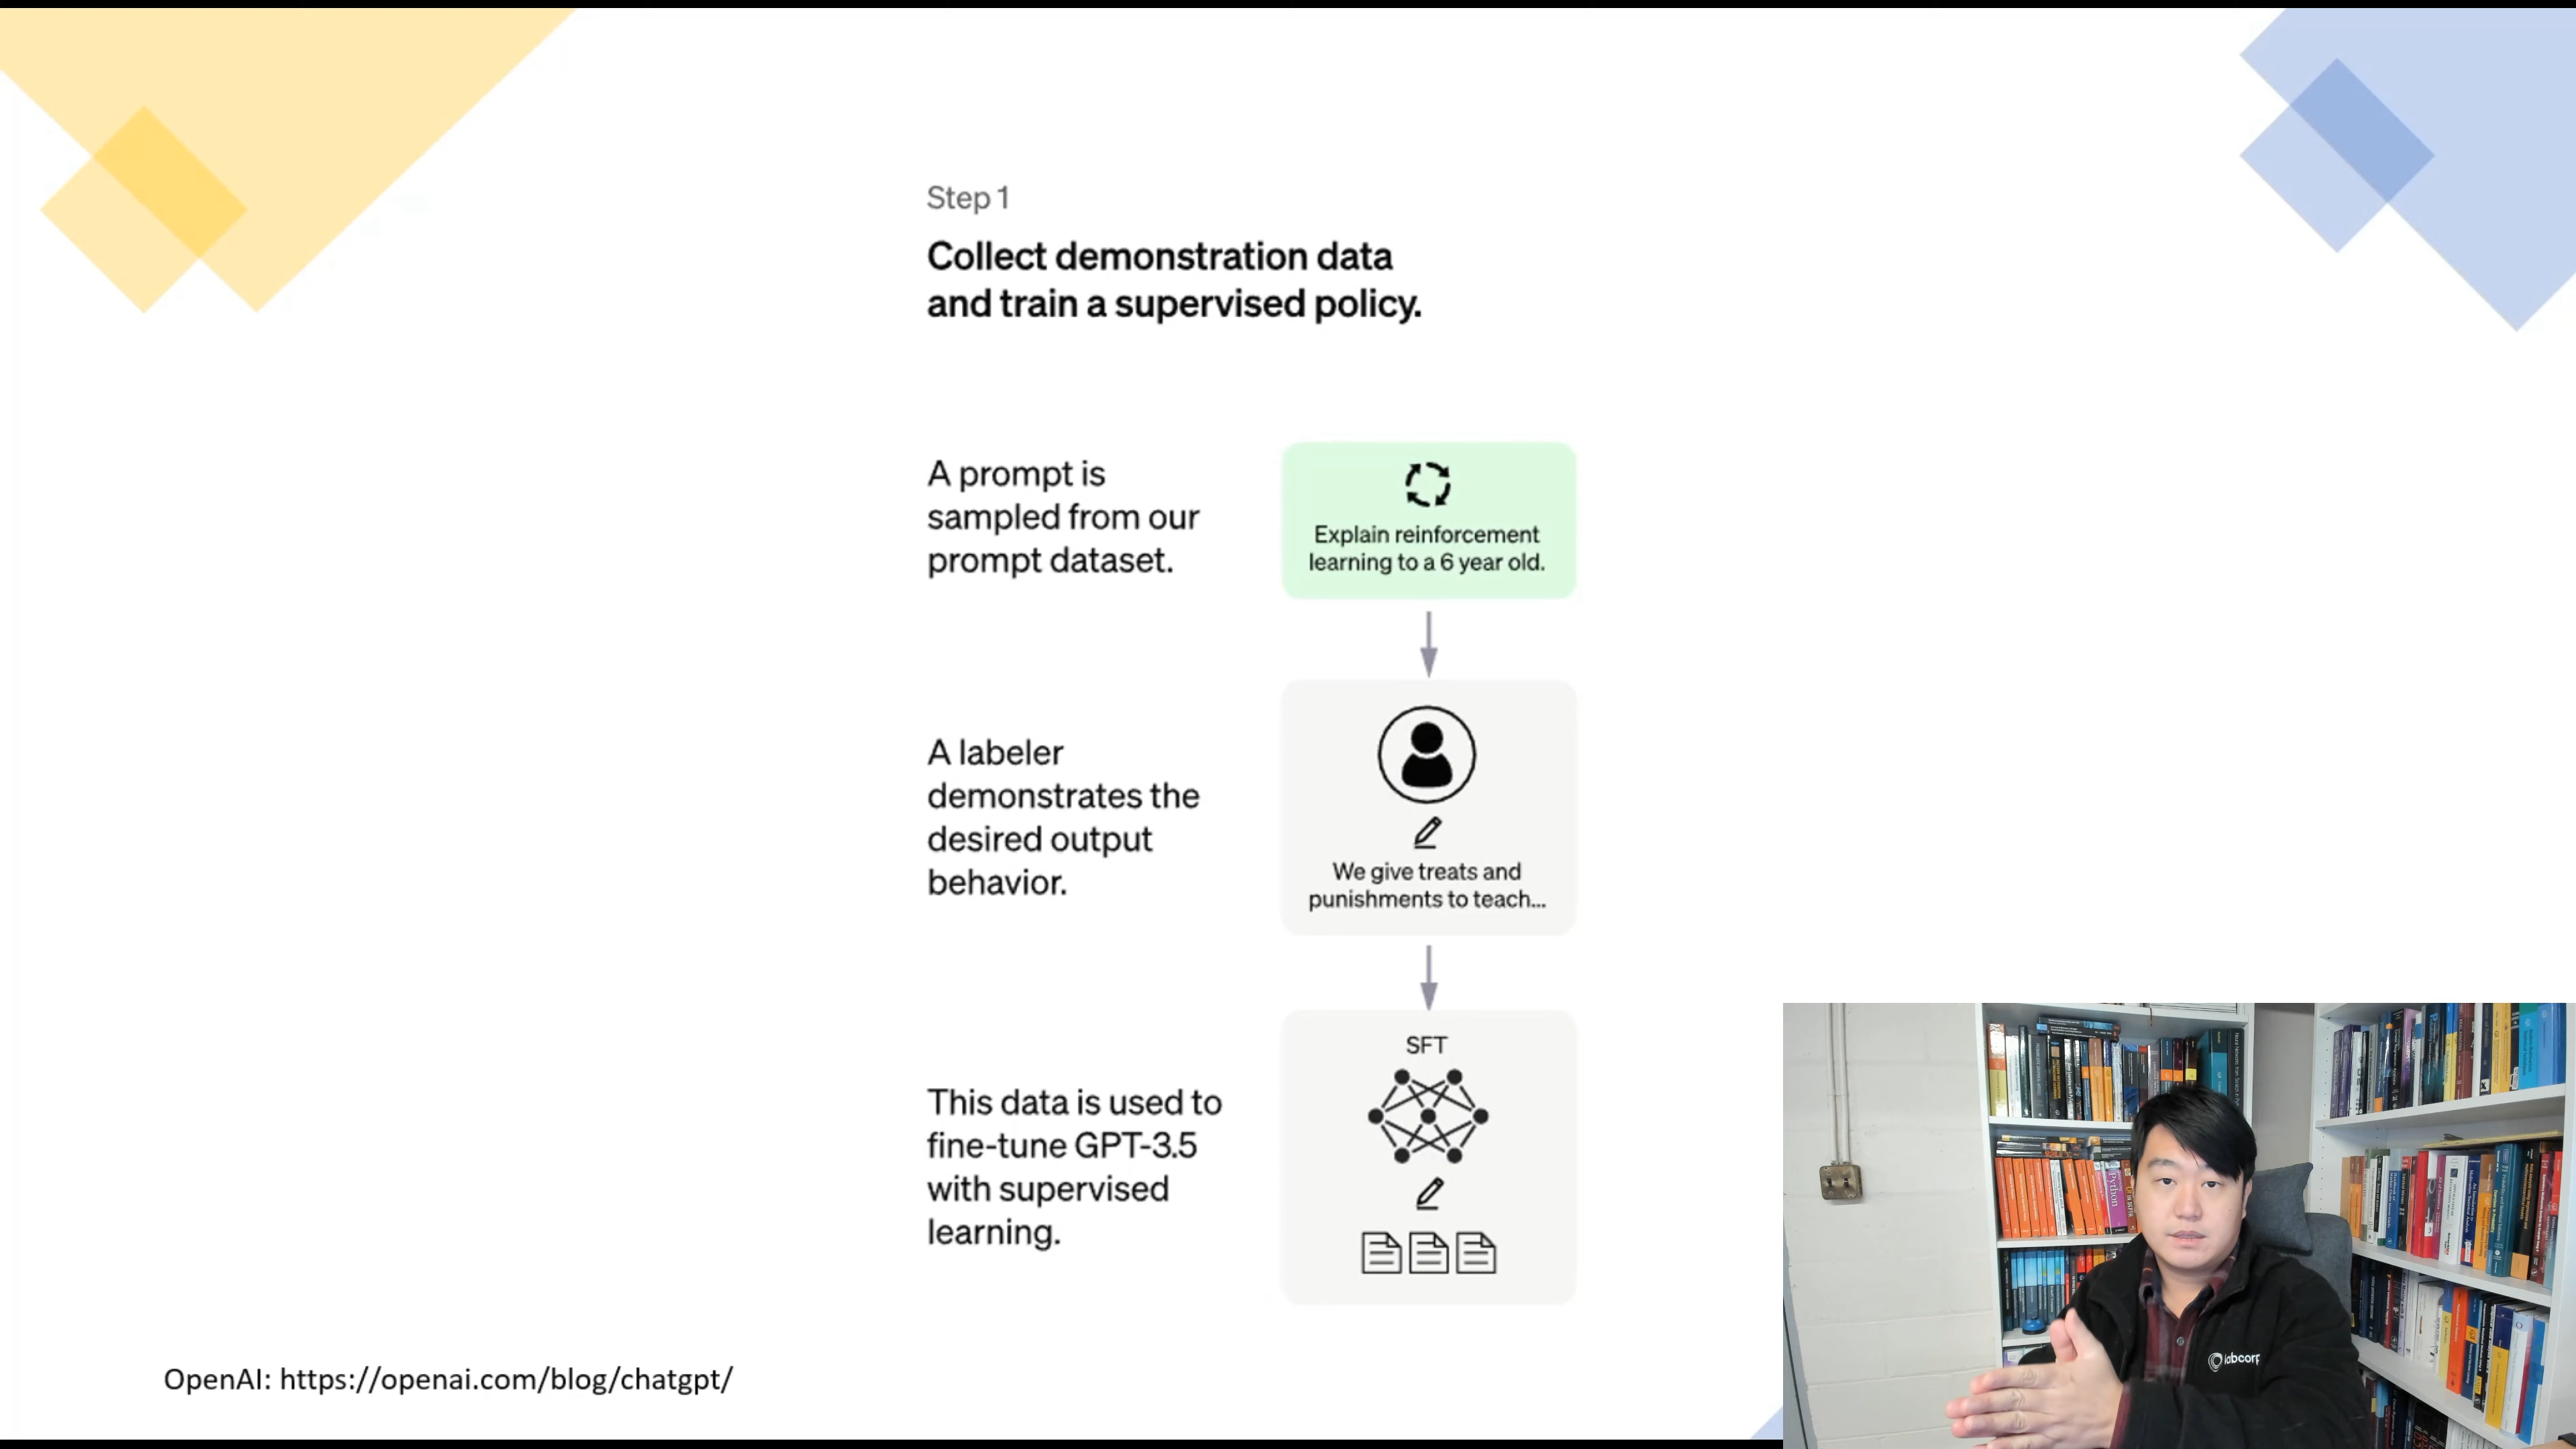 Step 1
Collect demonstration data
and train a supervised policy.
A prompt is
sampled from our
prompt dataset.
Explain reinforcement
learning to a 6 year old.
A labeler
demonstrates the
desired output
behavior.
We give treats and
punishments to teach...
This data is used to
fine-tune GPT-3.5
with supervised
learning.
SFT
OpenAI: https://openai.com/blog/chatgpt/
Python
labcorp